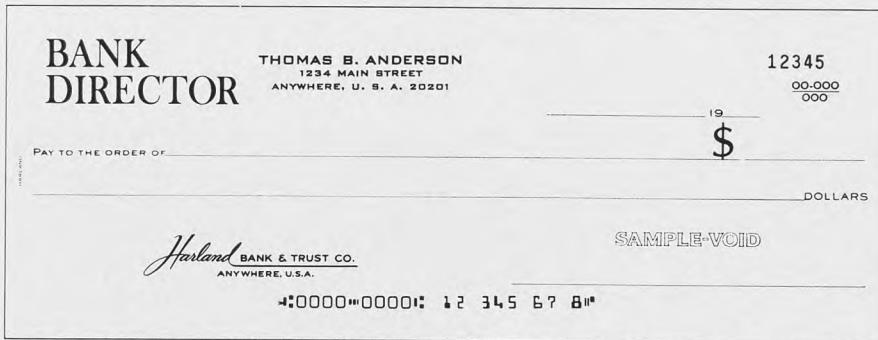 BANK
DIRECTOR
THOMAS B. ANDERSON
1234 MAIN STREET
ANYWHERE, U. S. A. 20201
12345
00-000
000
19
$
PAY TO THE ORDER OF
HARLAND
DOLLARS
SAMPLE-VOID
Harland BANK & TRUST CO.
ANYWHERE, U.S.A.
⑆0000⑉0000⑆ 12 345 67 8⑈